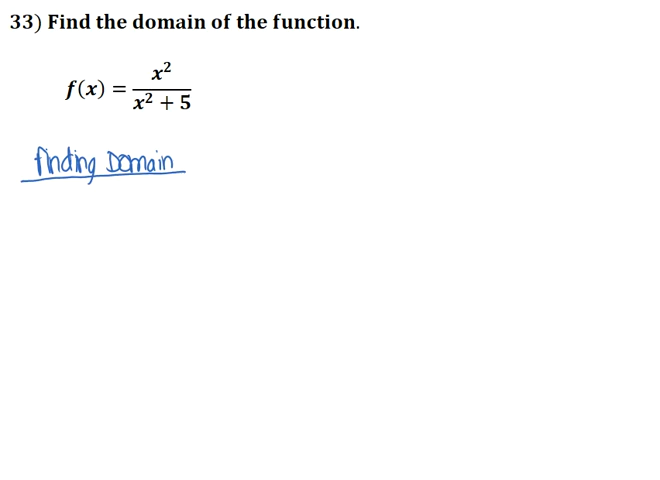 33) Find the domain of the function.
f(x) = x² / x² + 5
finding Domain